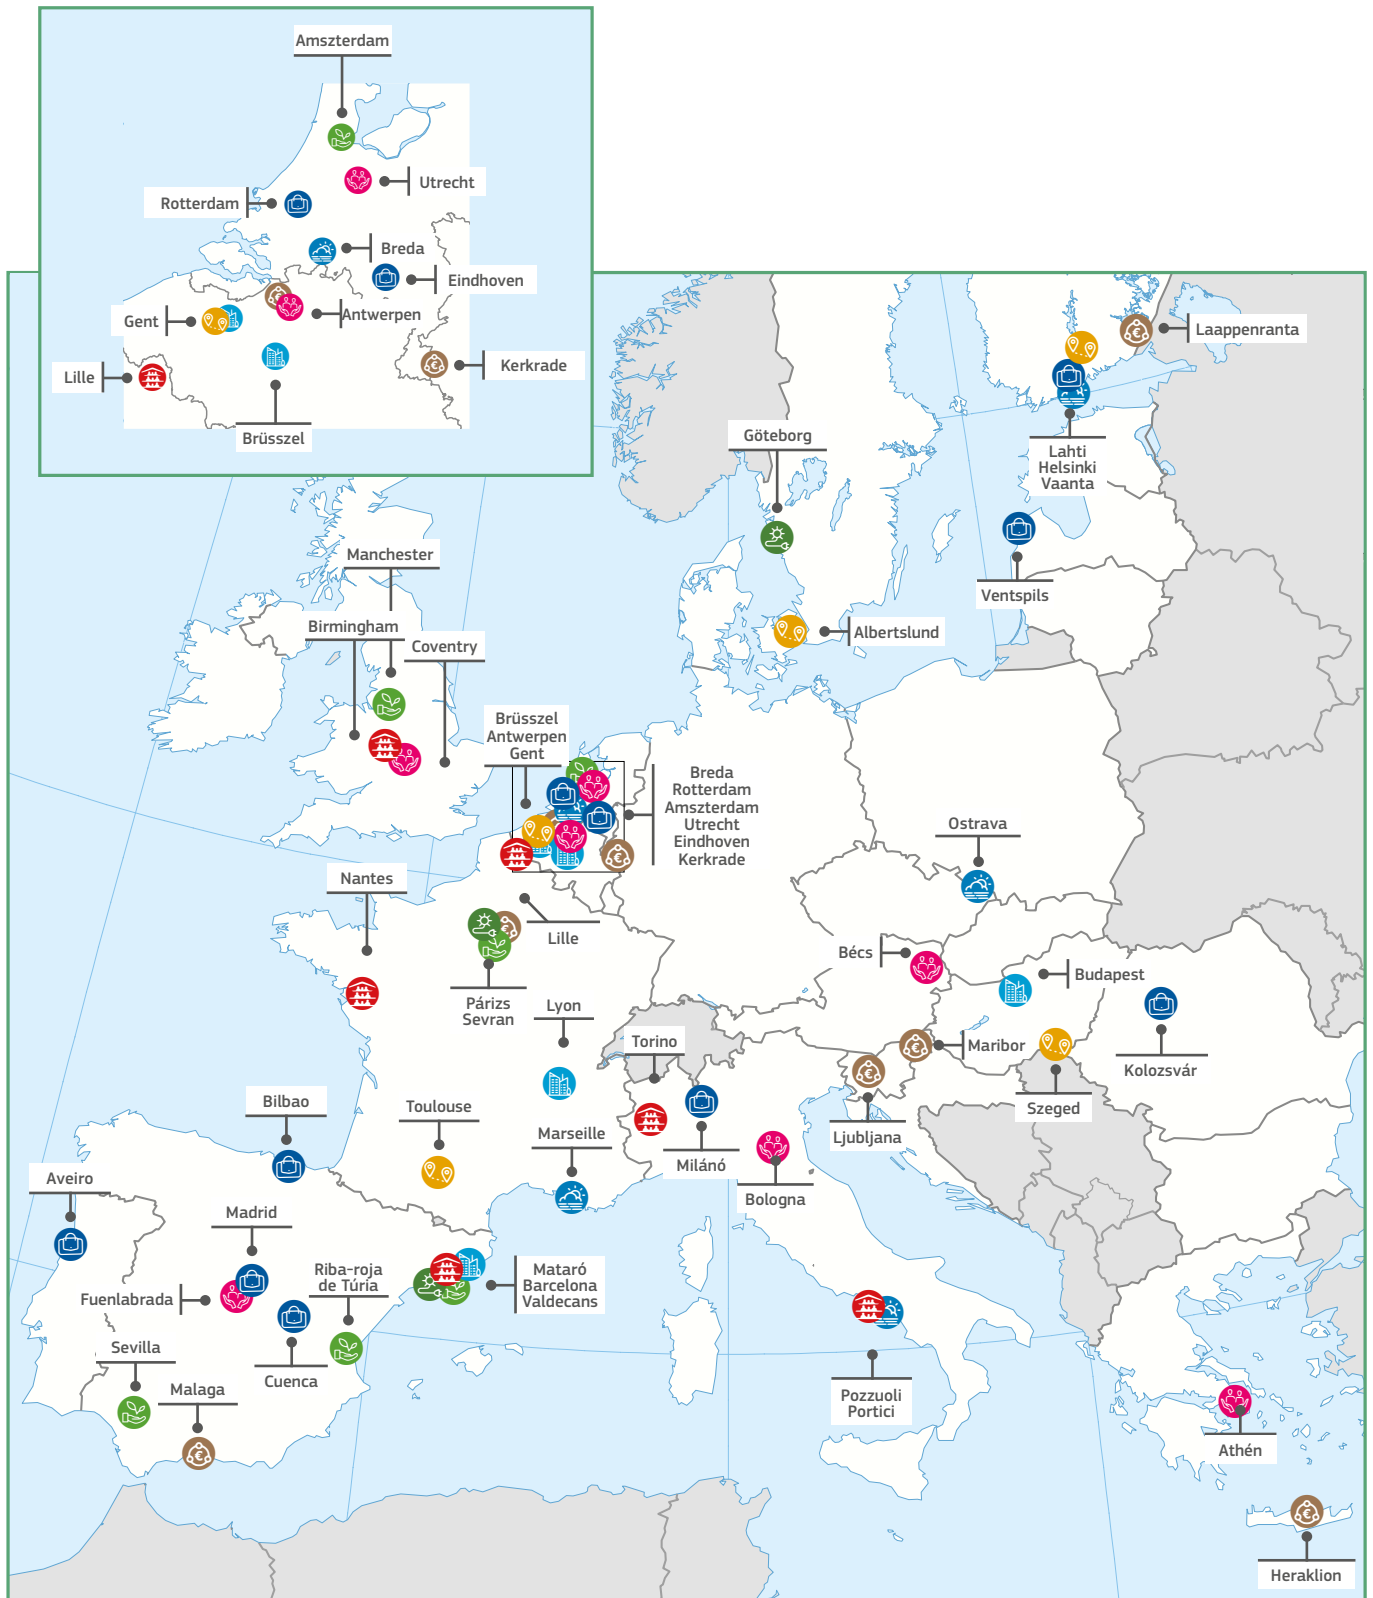 Amszterdam
Utrecht
Rotterdam
Breda
Eindhoven
Antwerpen
Gent
Kerkrade
Lille
Brüsszel
Laappenranta
Göteborg
Lahti
Helsinki
Vaanta
Manchester
Ventspils
Birmingham
Albertslund
Coventry
Brüsszel
Antwerpen
Gent
Breda
Rotterdam
Amszterdam
Utrecht
Eindhoven
Kerkrade
Ostrava
Nantes
Lille
Bécs
Budapest
Párizs
Sevran
Lyon
Torino
Maribor
Kolozsvár
Bilbao
Toulouse
Szeged
Marseille
Ljubljana
Milánó
Aveiro
Bologna
Madrid
Riba-roja
de Túria
Mataró
Barcelona
Valdecans
Fuenlabrada
Sevilla
Cuenca
Malaga
Pozzuoli
Portici
Athén
Heraklion